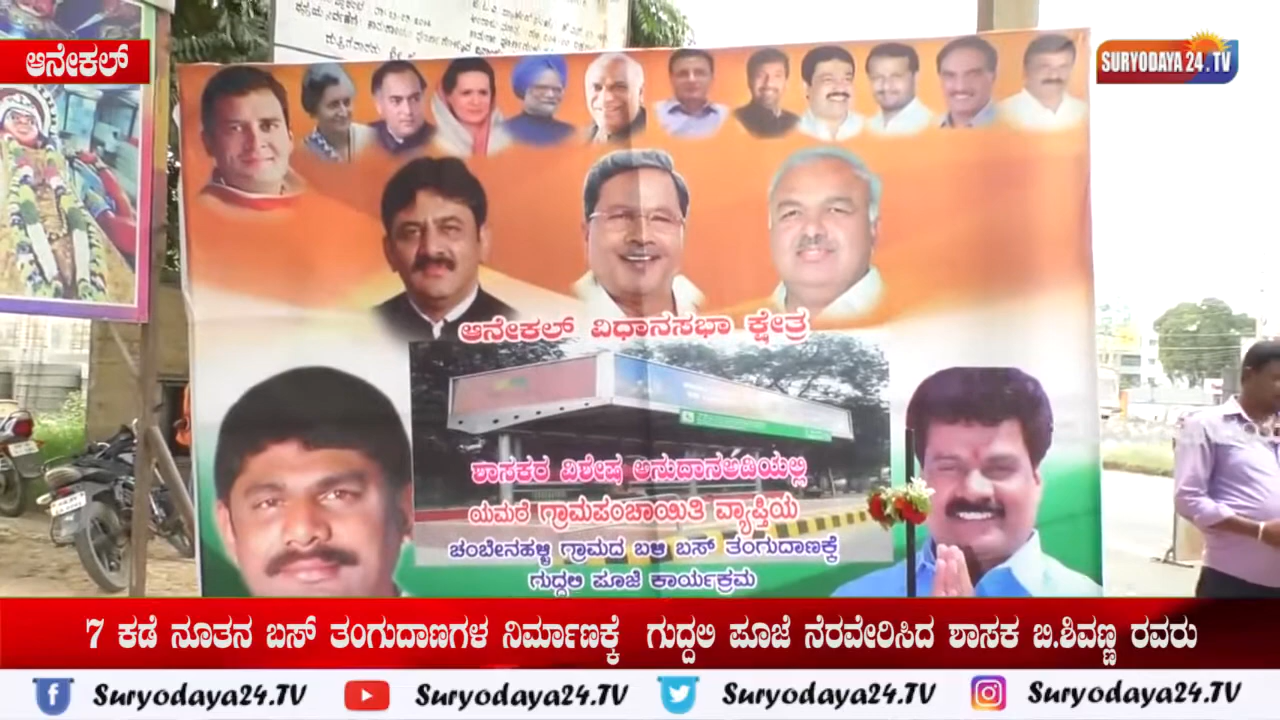 ಆನೇಕಲ್
SURYODAYA 24.TV
ಆನೇಕಲ್ ವಿಧಾನಸಭಾ ಕ್ಷೇತ್ರ
ಶಾಸಕರ ವಿಶೇಷ ಅನುದಾನಅಡಿಯಲ್ಲಿ
ಯಮರೆ ಗ್ರಾಮಪಂಚಾಯಿತಿ ವ್ಯಾಪ್ತಿಯ
ಚಂಬೇನಹಳ್ಳಿ ಗ್ರಾಮದ ಬಳಿ ಬಸ್ ತಂಗುದಾಣಕ್ಕೆ
ಗುದ್ದಲಿ ಪೂಜೆ ಕಾರ್ಯಕ್ರಮ
7 ಕಡೆ ನೂತನ ಬಸ್ ತಂಗುದಾಣಗಳ ನಿರ್ಮಾಣಕ್ಕೆ ಗುದ್ದಲಿ ಪೂಜೆ ನೆರವೇರಿಸಿದ ಶಾಸಕ ಬಿ.ಶಿವಣ್ಣ ರವರು
Suryodaya24.TV Suryodaya24.TV Suryodaya24.TV Suryodaya24.TV